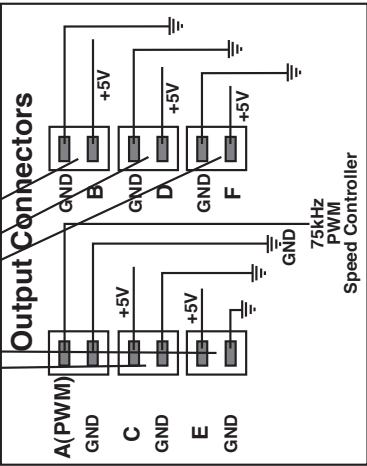 Output Connectors
GND
B
+5V
GND
D
+5V
GND
F
+5V
A(PWM)
GND
C
GND
E
GND
+5V
+5V
GND
75kHz
PWM
Speed Controller